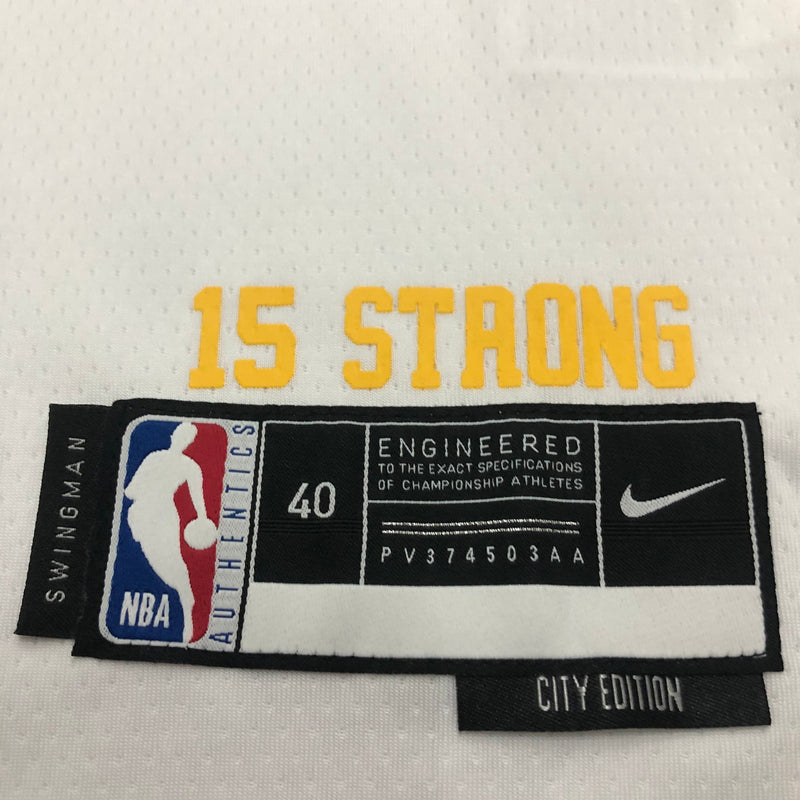 15 STRONG
SWINGMAN
NBA
AUTHENTICS
40
ENGINEERED
TO THE EXACT SPECIFICATIONS
OF CHAMPIONSHIP ATHLETES
PV374503AA
CITY EDITION